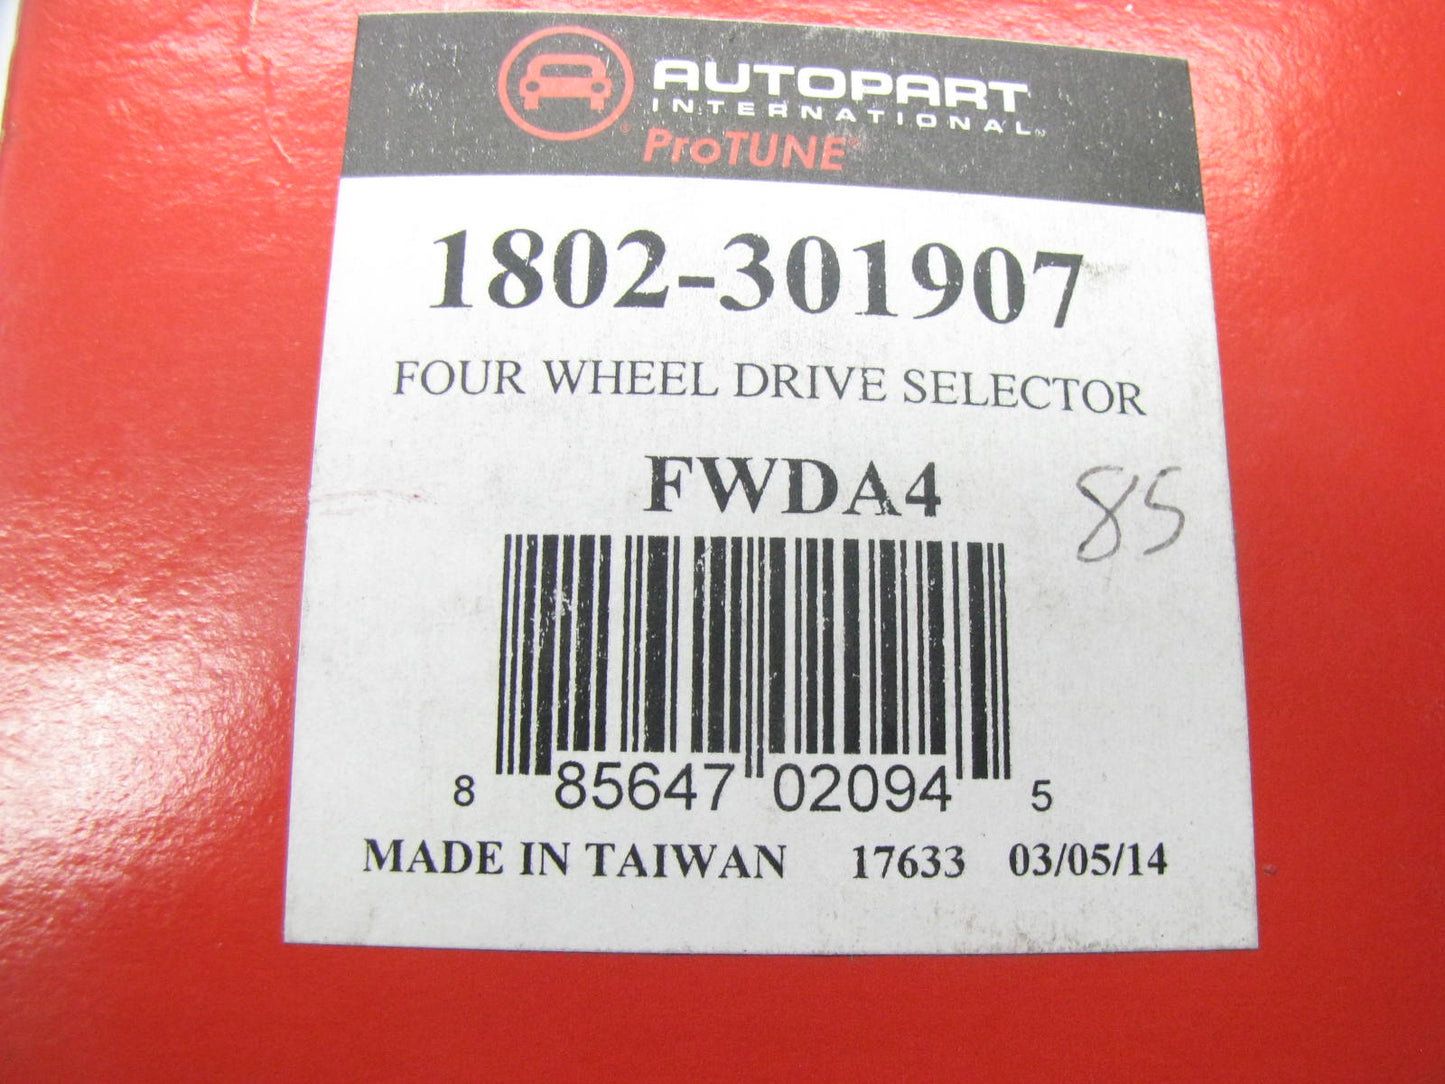 AUTOPART
INTERNATIONAL
ProTUNE®
1802-301907
FOUR WHEEL DRIVE SELECTOR
FWDA4
85
8 85647 02094 5
MADE IN TAIWAN 17633 03/05/14